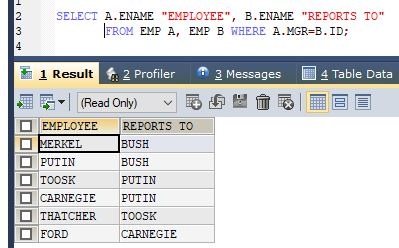 1
2 SELECT A.ENAME "EMPLOYEE", B.ENAME "REPORTS TO"
3 FROM EMP A, EMP B WHERE A.MGR=B.ID;
1 Result 2 Profiler 3 Messages 4 Table Data
(Read Only)
EMPLOYEE REPORTS TO
MERKEL BUSH
PUTIN BUSH
TOOSK PUTIN
CARNEGIE PUTIN
THATCHER TOOSK
FORD CARNEGIE